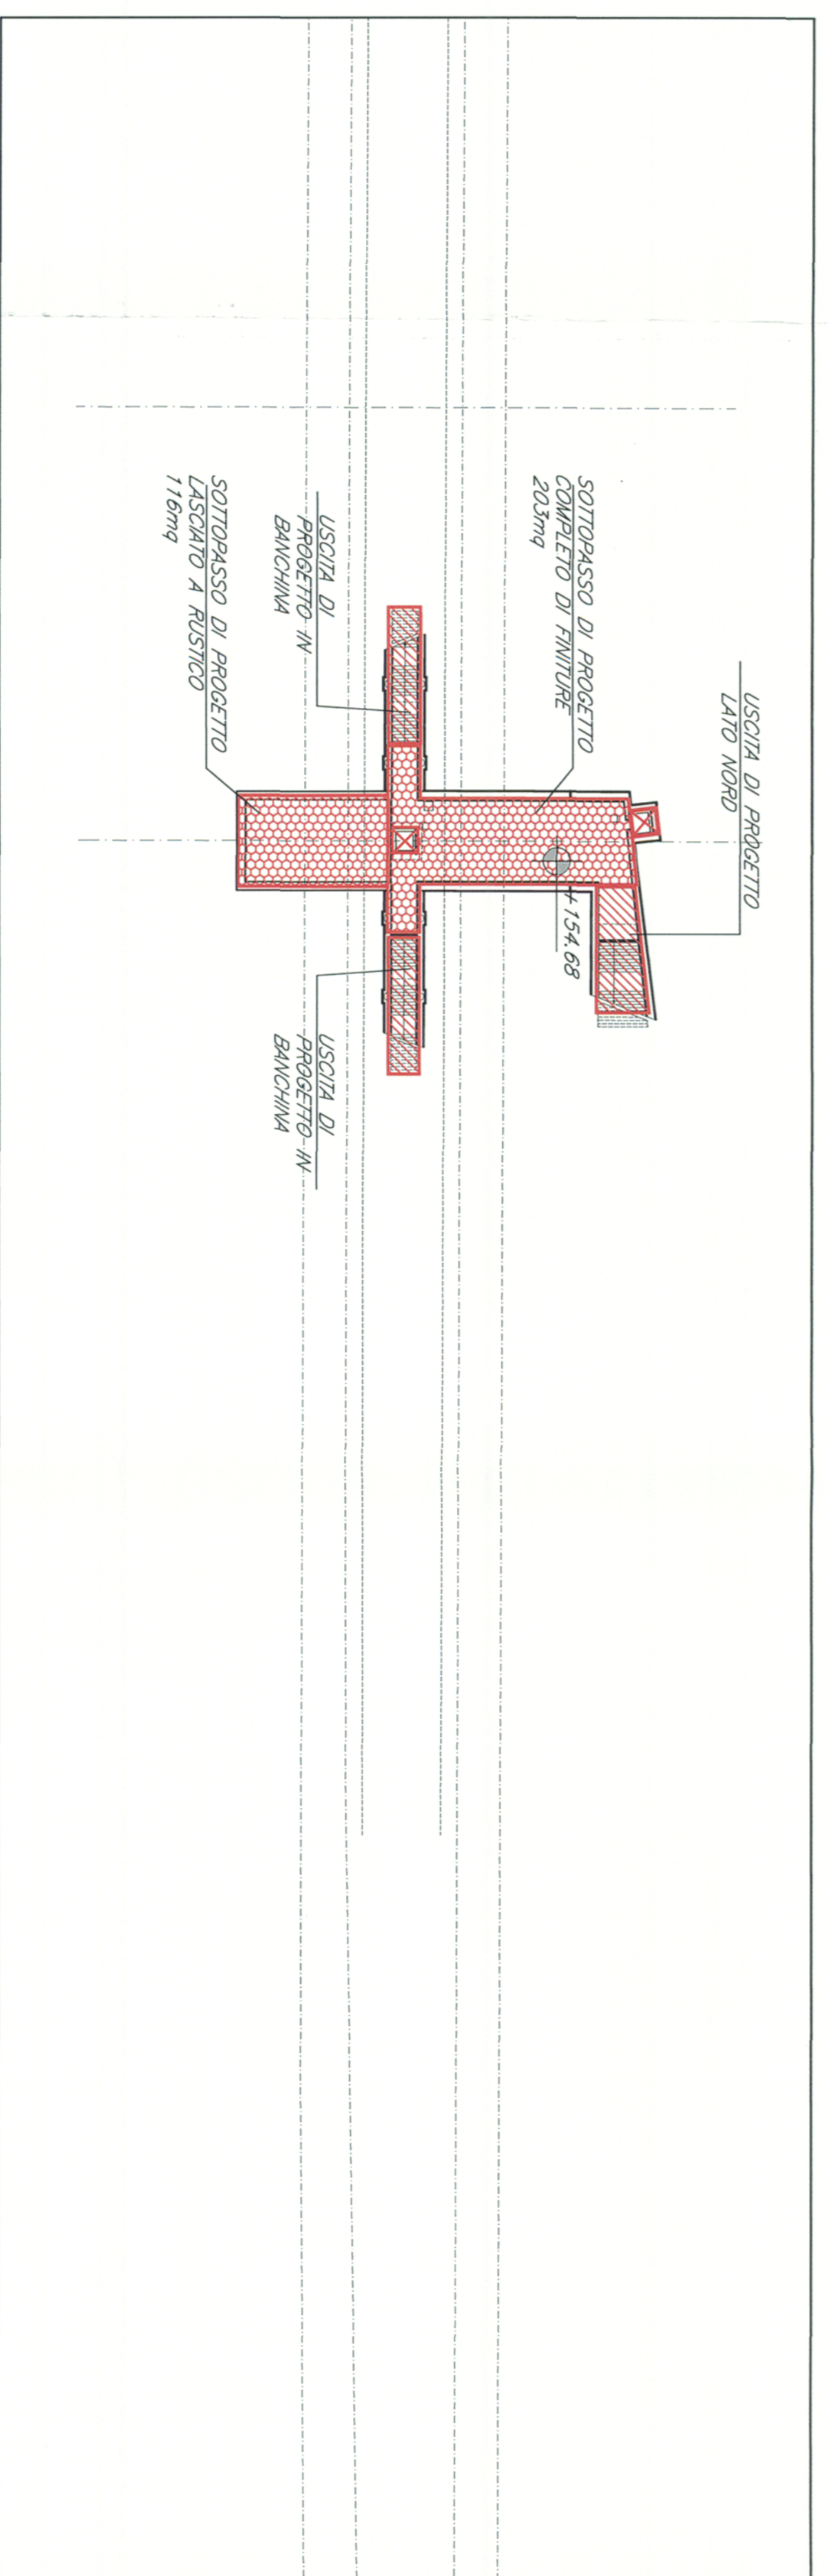 USCITA DI PROGETTO
LATO NORD
SOTTOPASSO DI PROGETTO
COMPLETO DI FINITURE
203mq
USCITA DI
PROGETTO IN
BANCHINA
SOTTOPASSO DI PROGETTO
LASCIATO A RUSTICO
116mq
+154.68
USCITA DI
PROGETTO IN
BANCHINA